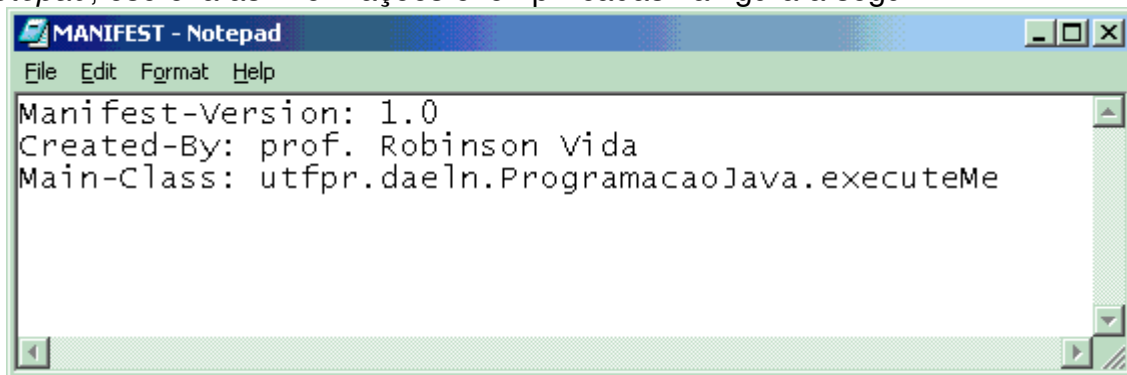 MANIFEST - Notepad
File Edit Format Help
Manifest-Version: 1.0
Created-By: prof. Robinson Vida
Main-Class: utfpr.daeln.ProgramacaoJava.executeMe